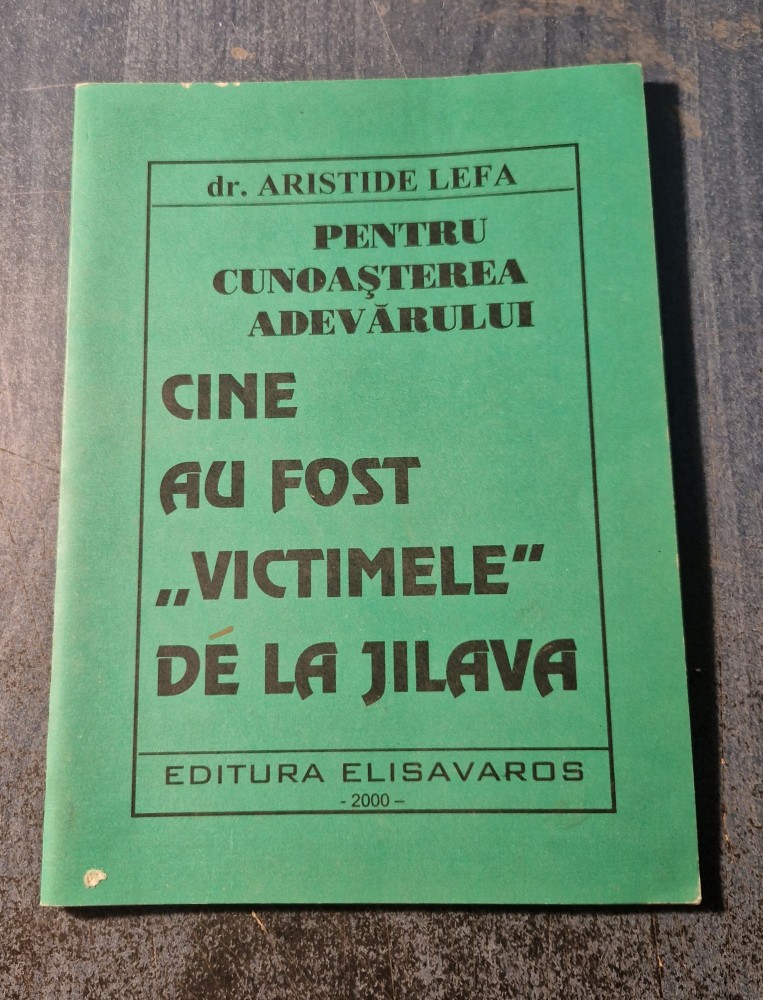 dr. ARISTIDE LEFA
PENTRU
CUNOAŞTEREA
ADEVĂRULUI
CINE
AU FOST
„VICTIMELE”
DE LA JILAVA
EDITURA ELISAVAROS
- 2000 –